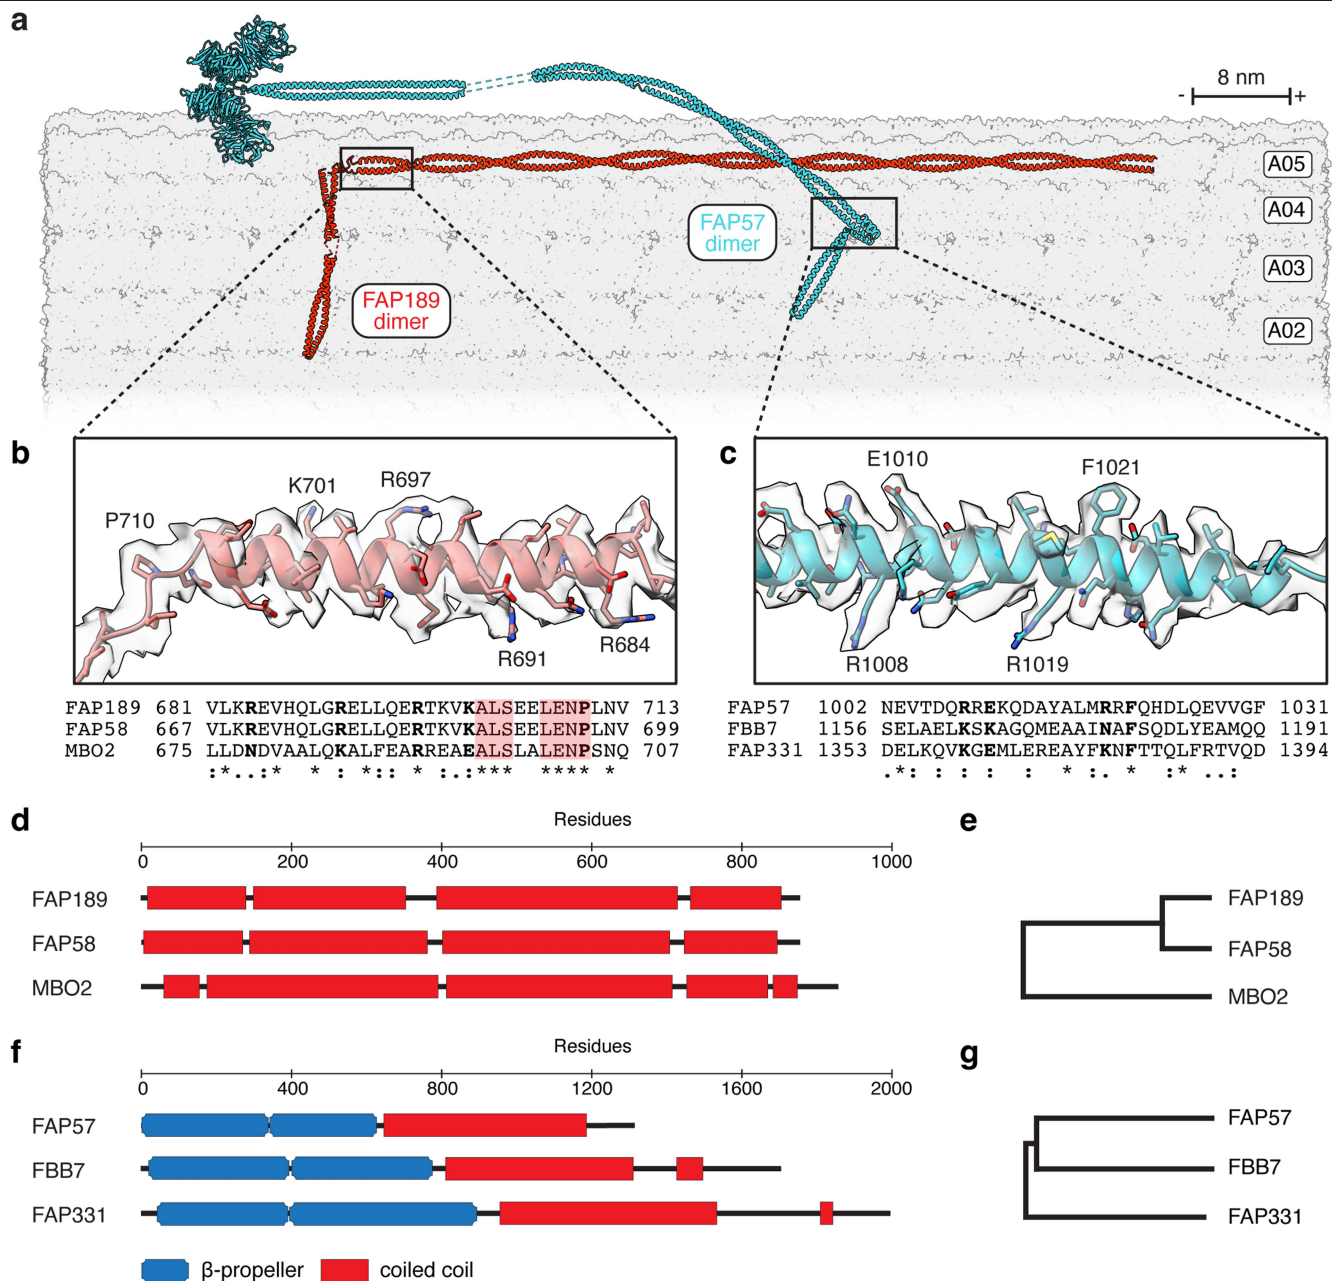 a
8 nm
- +
A05
A04
A03
A02
FAP57
dimer
FAP189
dimer
b
P710
K701
R697
R691
R684
FAP189 681 VLKREVHQLGRELLQERTKVKALSEELENPLNV 713
FAP58 667 VLKREVHQLGRELLQERTKVKALSEELENPLNV 699
MBO2 675 LLDNDVAALQKALFEARREAEALSLALENPSNQ 707
:*..:* * : *:: * :.:*** **** *
c
E1010
F1021
R1008
R1019
FAP57 1002 NEVTDQRREKQDAYALMRRFQHDLQEVVGF 1031
FBB7 1156 SELAELKSKAGQMEAAINAFSQDLYEAMQQ 1191
FAP331 1353 DELKQVKGEMLEREAYFKNFTTQLFRTVQD 1394
.*: : : : : * :. * :* ..:
d
Residues
0 200 400 600 800 1000
FAP189
FAP58
MBO2
e
FAP189
FAP58
MBO2
f
Residues
0 400 800 1200 1600 2000
FAP57
FBB7
FAP331
β-propeller coiled coil
g
FAP57
FBB7
FAP331